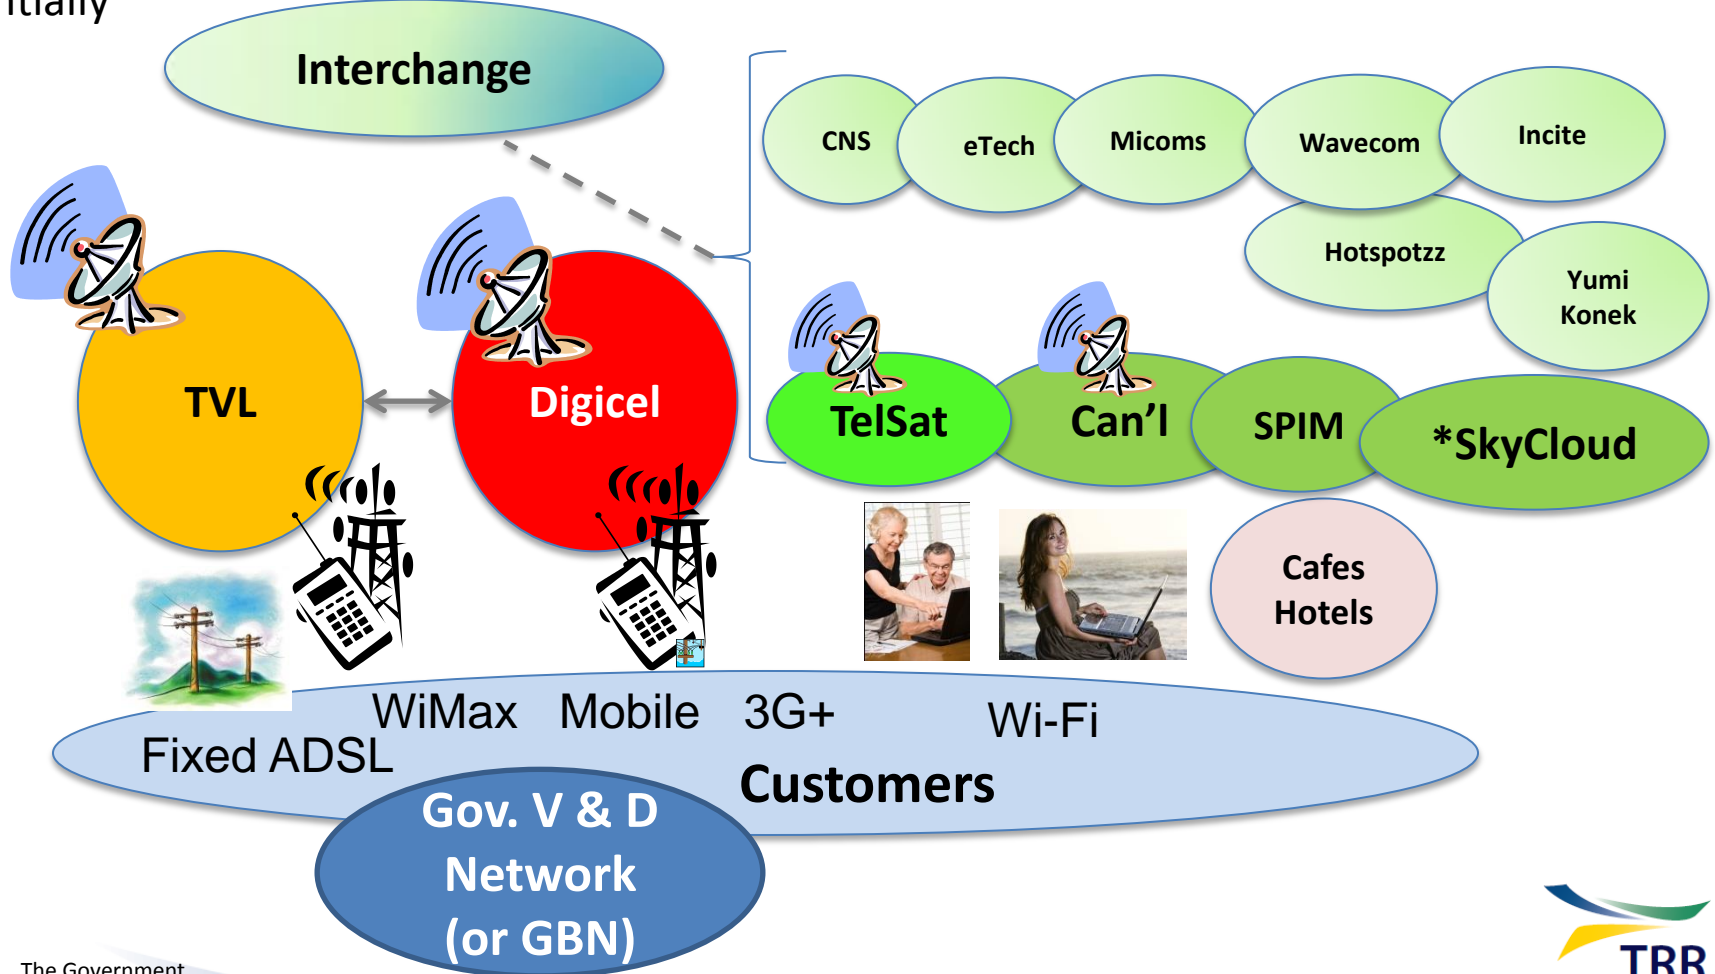 Interchange
CNS
eTech
Micoms
Wavecom
Incite
Hotspotzz
Yumi
Konek
TVL
Digicel
TelSat
Can'l
SPIM
*SkyCloud
Cafes
Hotels
WiMax Mobile 3G+ Wi-Fi
Fixed ADSL
Customers
Gov. V & D
Network
(or GBN)
The Government
TRR